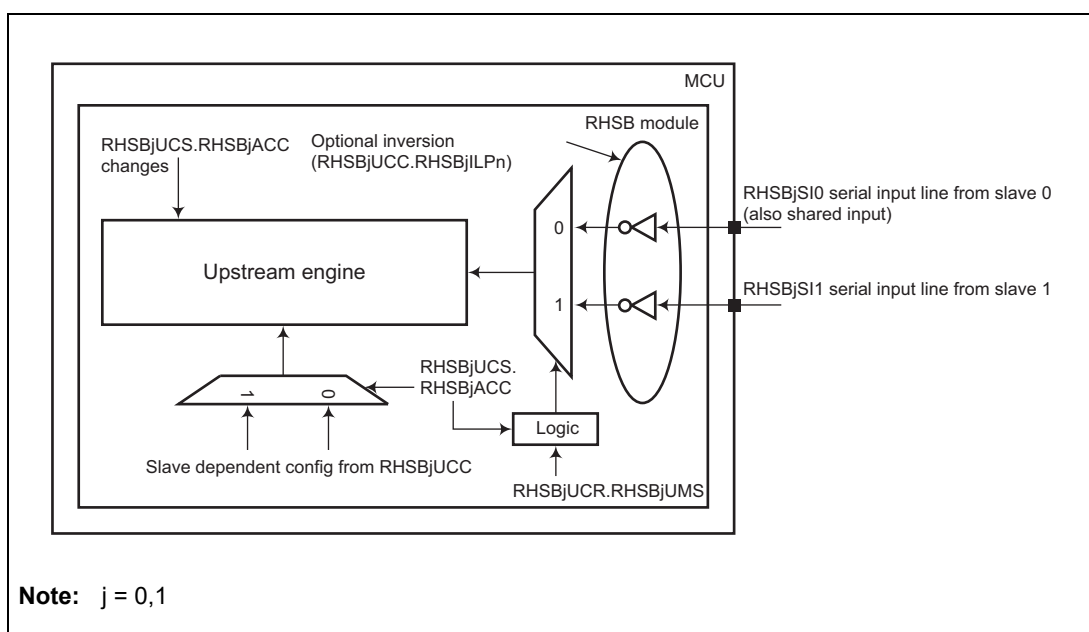 MCU
RHSB module
RHSBjUCS.RHSBjACC
changes
Optional inversion
(RHSBjUCC.RHSBjILPn)
RHSBjSI0 serial input line from slave 0
(also shared input)
0
Upstream engine
RHSBjSI1 serial input line from slave 1
1
RHSBjUCS.
RHSBjACC
1 0
Logic
Slave dependent config from RHSBjUCC
RHSBjUCR.RHSBjUMS
Note: j = 0,1